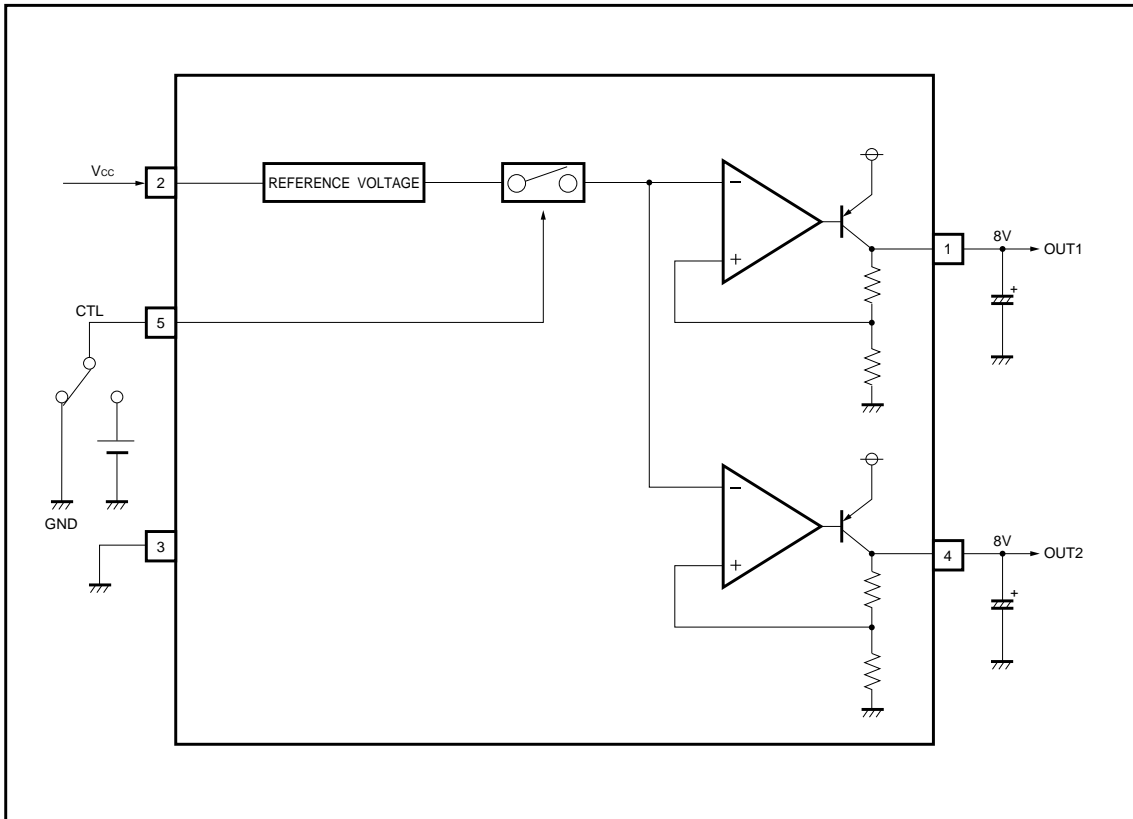 Vcc
2
REFERENCE VOLTAGE
−
+
1
8V
OUT1
+
CTL
5
GND
3
−
+
4
8V
OUT2
+